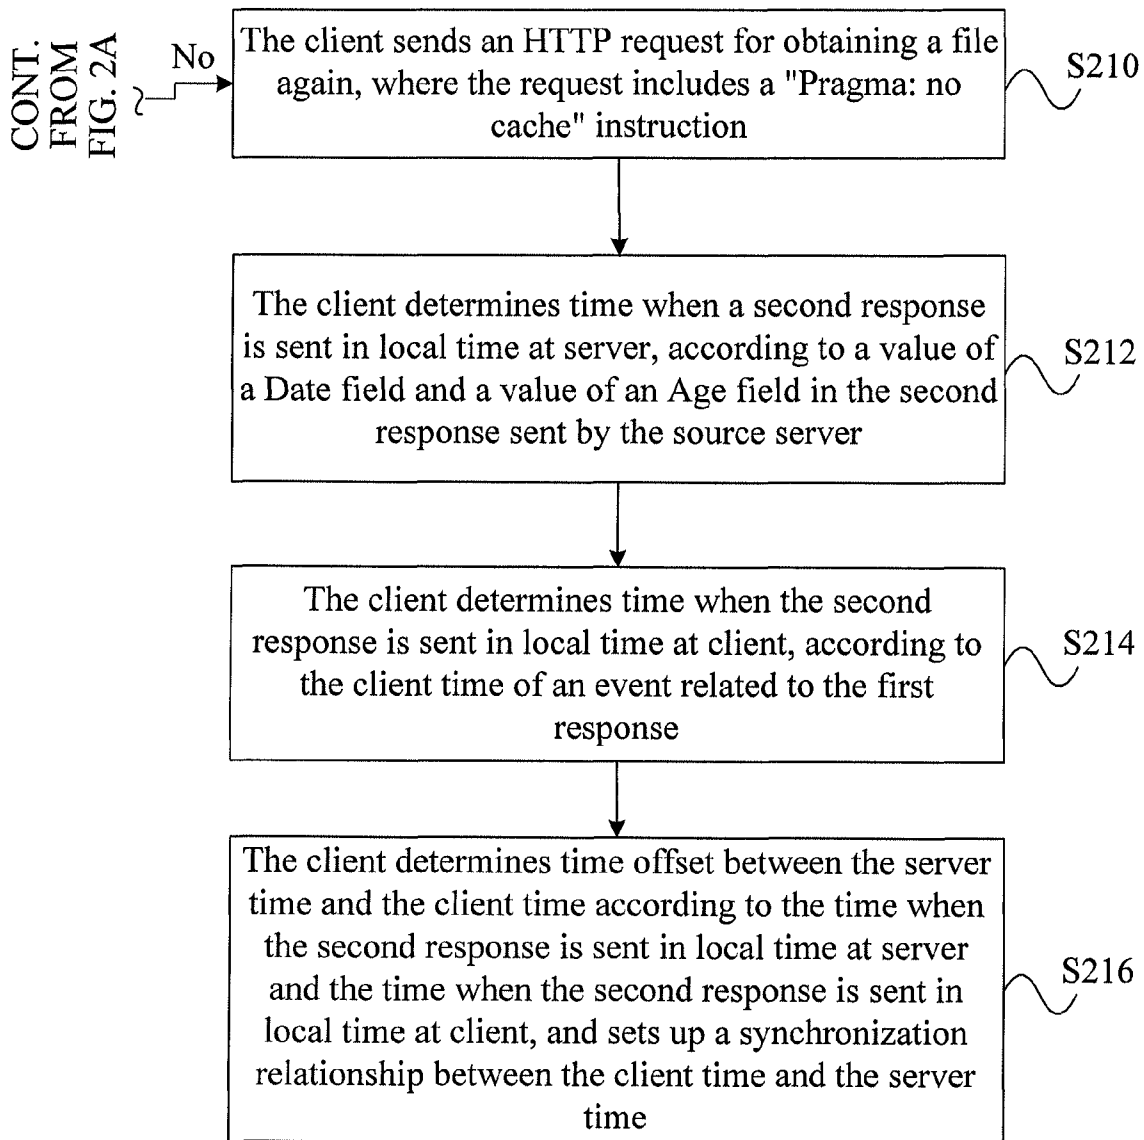 CONT.
FROM
FIG. 2A
No
The client sends an HTTP request for obtaining a file
again, where the request includes a "Pragma: no
cache" instruction
S210
The client determines time when a second response
is sent in local time at server, according to a value of
a Date field and a value of an Age field in the second
response sent by the source server
S212
The client determines time when the second
response is sent in local time at client, according to
the client time of an event related to the first
response
S214
The client determines time offset between the server
time and the client time according to the time when
the second response is sent in local time at server
and the time when the second response is sent in
local time at client, and sets up a synchronization
relationship between the client time and the server
time
S216